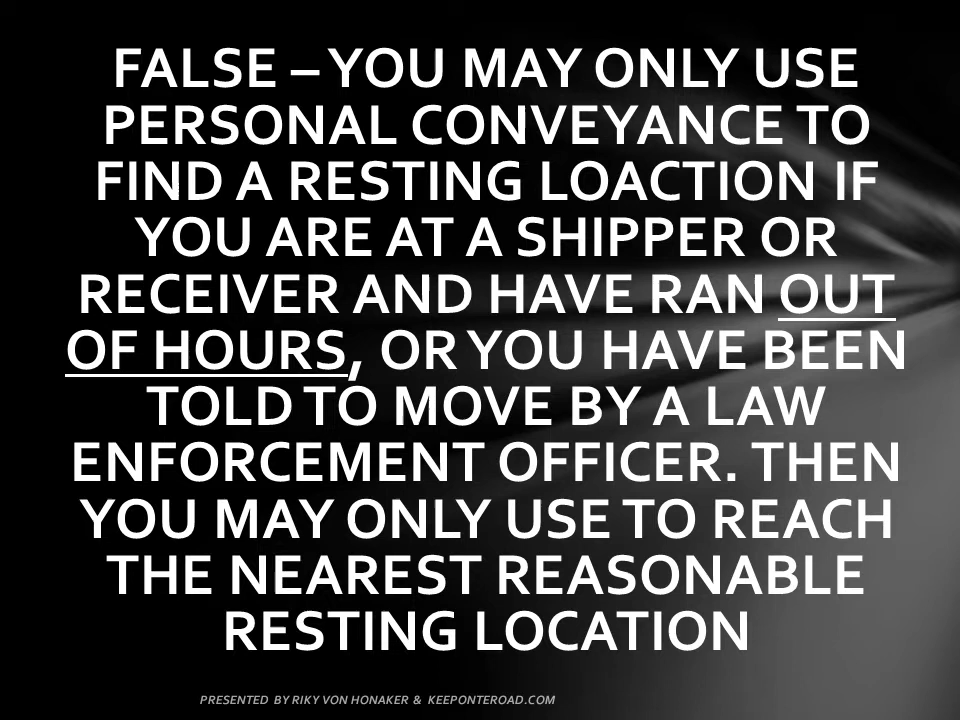 FALSE – YOU MAY ONLY USE
PERSONAL CONVEYANCE TO
FIND A RESTING LOACTION IF
YOU ARE AT A SHIPPER OR
RECEIVER AND HAVE RAN OUT
OF HOURS, OR YOU HAVE BEEN
TOLD TO MOVE BY A LAW
ENFORCEMENT OFFICER. THEN
YOU MAY ONLY USE TO REACH
THE NEAREST REASONABLE
RESTING LOCATION
PRESENTED BY RIKY VON HONAKER & KEEPONTEROAD.COM